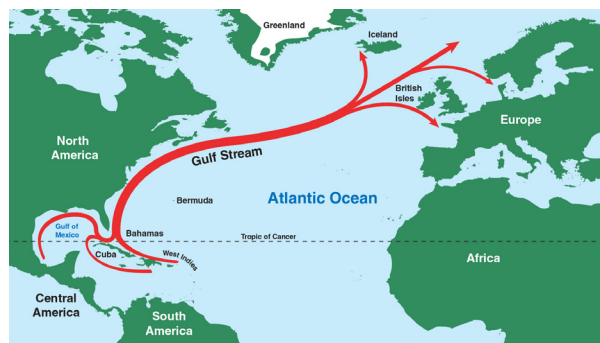 Greenland
Iceland
British
Isles
Europe
North
America
Gulf Stream
Bermuda
Atlantic Ocean
Gulf of
Mexico
Bahamas
Tropic of Cancer
Cuba
West Indies
Africa
Central
America
South
America